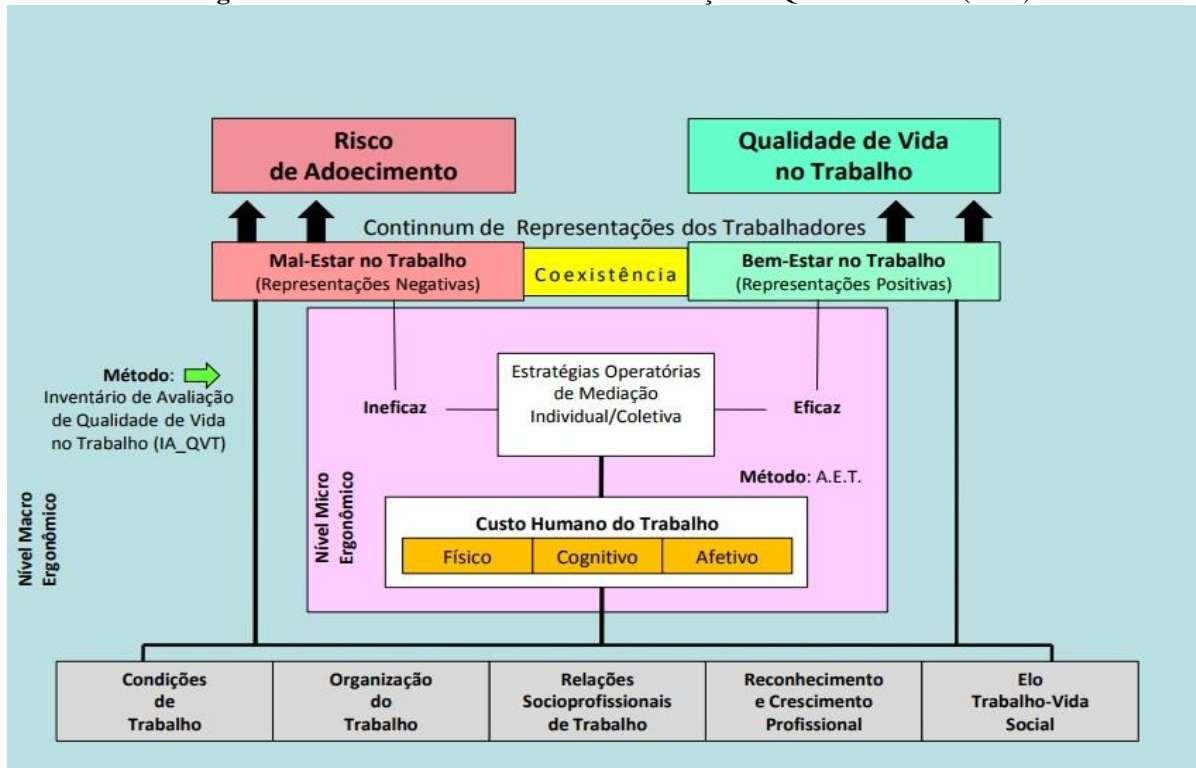 Risco
de Adoecimento
Qualidade de Vida
no Trabalho
Continnum de Representações dos Trabalhadores
Mal-Estar no Trabalho
(Representações Negativas)
Coexistência
Bem-Estar no Trabalho
(Representações Positivas)
Método:
Inventário de Avaliação
de Qualidade de Vida
no Trabalho (IA_QVT)
Ineficaz
Estratégias Operatórias
de Mediação
Individual/Coletiva
Eficaz
Método: A.E.T.
Nível Macro
Ergonômico
Nível Micro
Ergonômico
Custo Humano do Trabalho
Físico
Cognitivo
Afetivo
Condições
de
Trabalho
Organização
do
Trabalho
Relações
Socioprofissionais
de Trabalho
Reconhecimento
e Crescimento
Profissional
Elo
Trabalho-Vida
Social